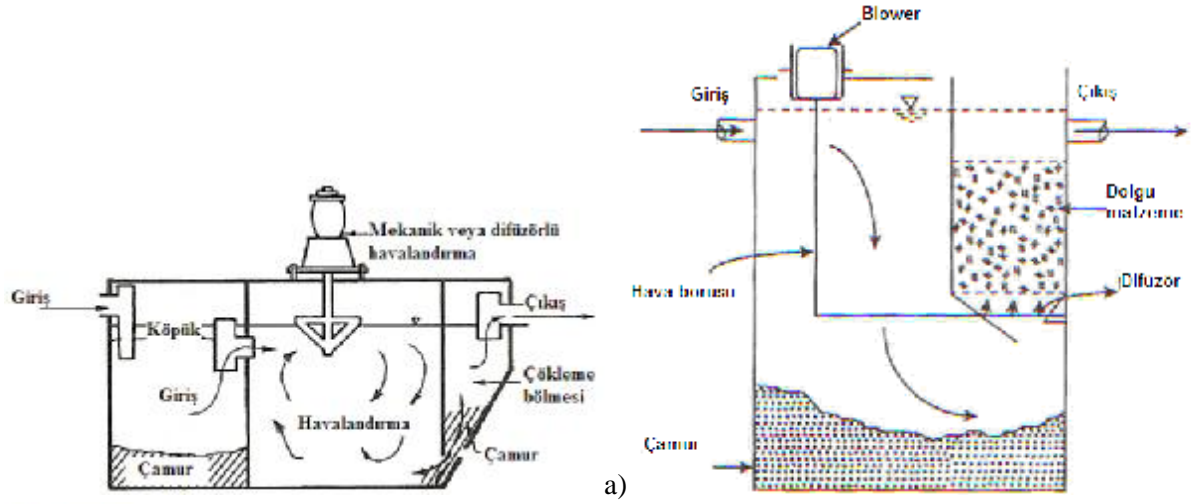 Mekanik veya difüzörlü
havalandırma
Giriş
Köpük
Giriş
Çıkış
Çökleme
bölmesi
Havalandırma
Çamur
Çamur
a)
Blower
Giriş
Çıkış
Dolgu
malzeme
Hava borusu
Difüzör
Çamur